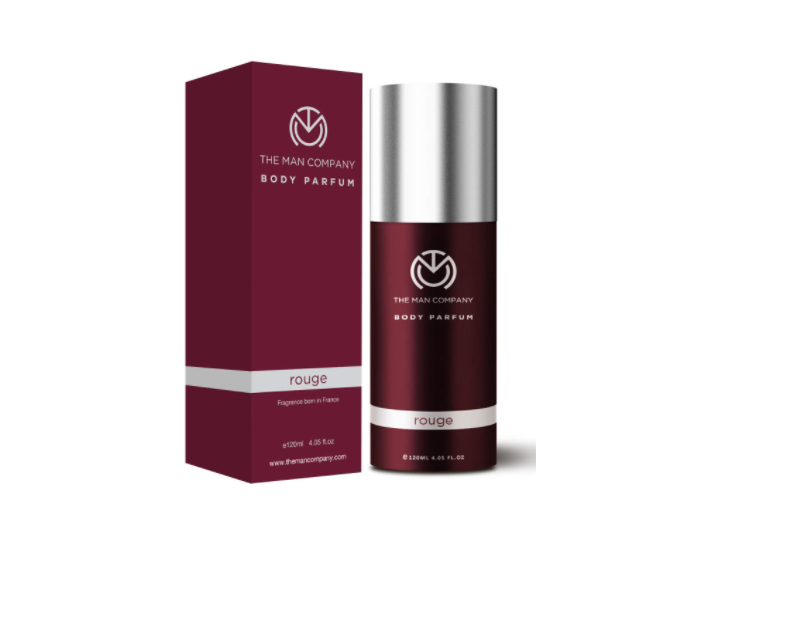 THE MAN COMPANY
BODY PARFUM
rouge
Fragrence born in France
e120ml 4.05 fl.oz
www.themancompany.com
THE MAN COMPANY
BODY PARFUM
rouge
e120ML 4.05 FL.OZ